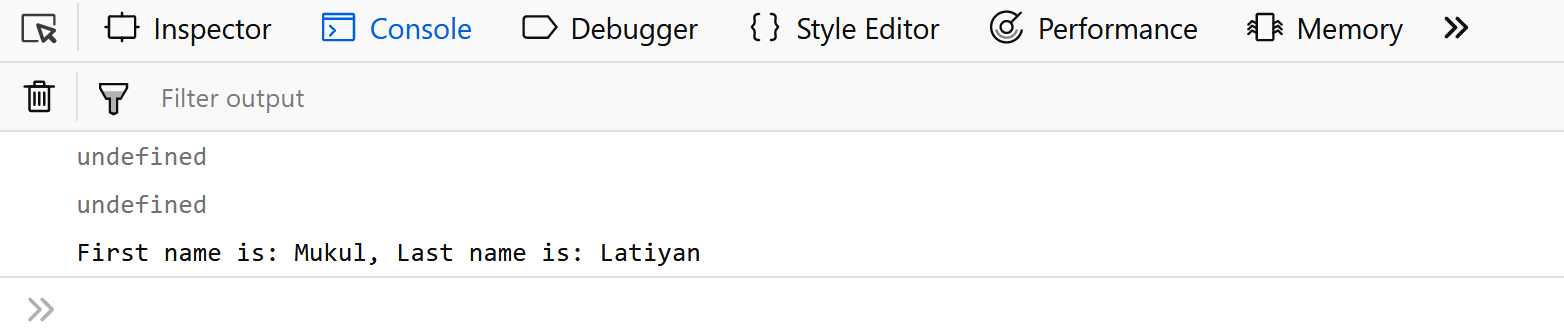 Inspector Console Debugger { } Style Editor Performance Memory
Filter output
undefined
undefined
First name is: Mukul, Last name is: Latiyan